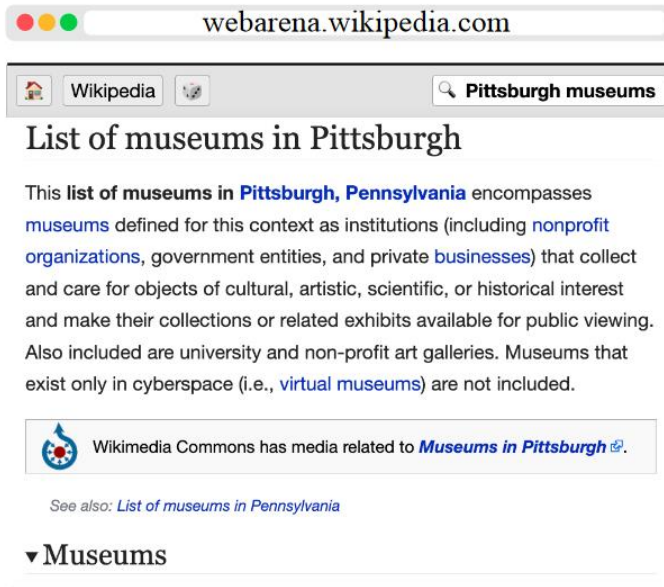 webarena.wikipedia.com
Wikipedia
Pittsburgh museums
List of museums in Pittsburgh
This list of museums in Pittsburgh, Pennsylvania encompasses
museums defined for this context as institutions (including nonprofit
organizations, government entities, and private businesses) that collect
and care for objects of cultural, artistic, scientific, or historical interest
and make their collections or related exhibits available for public viewing.
Also included are university and non-profit art galleries. Museums that
exist only in cyberspace (i.e., virtual museums) are not included.
Wikimedia Commons has media related to Museums in Pittsburgh.
See also: List of museums in Pennsylvania
Museums